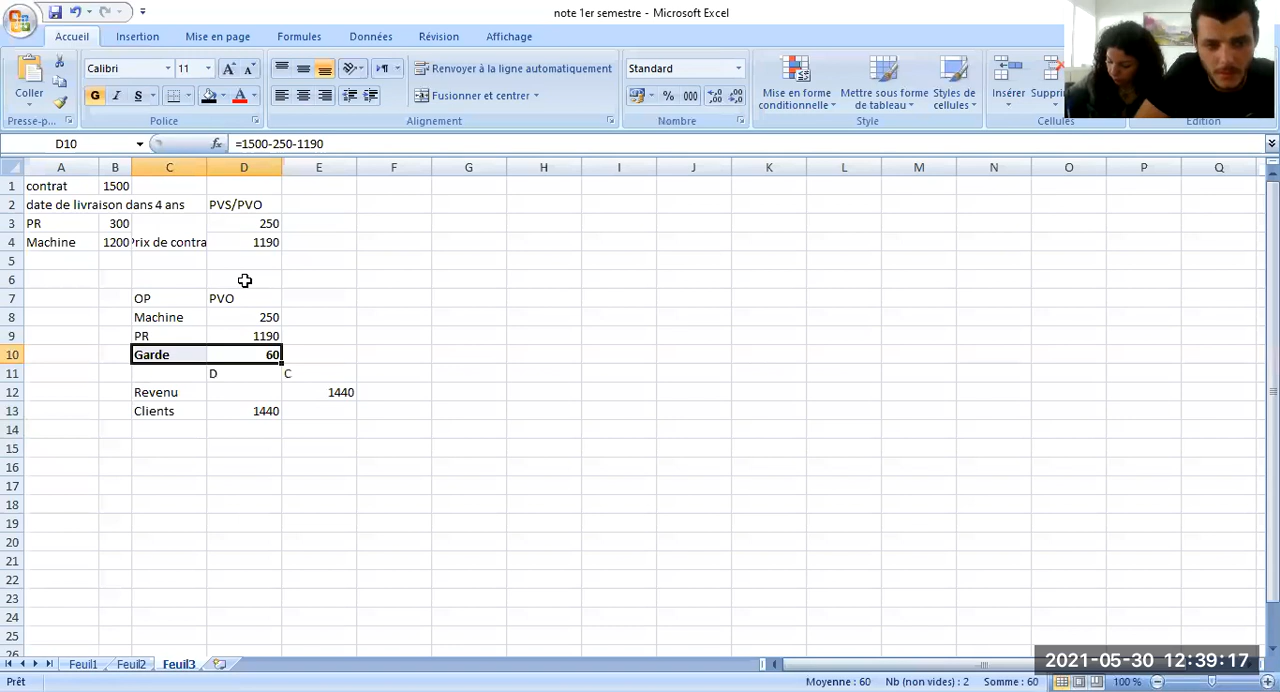 note 1er semestre - Microsoft Excel
Accueil Insertion Mise en page Formules Données Révision Affichage
Coller
Calibri 11 A A
G I S A
Renvoyer à la ligne automatiquement
Fusionner et centrer
Standard
% 000
Mise en forme conditionnelle
Mettre sous forme de tableau
Styles de cellules
Insérer
Supprim
Presse-p... Police Alignement Nombre Style Cellules Édition
D10 fx =1500-250-1190
A B C D E F G H I J K L M N O P Q
1 contrat 1500
2 date de livraison dans 4 ans PVS/PVO
3 PR 300 250
4 Machine 1200 Prix de contra 1190
5
6
7 OP PVO
8 Machine 250
9 PR 1190
10 Garde 60
11 D C
12 Revenu 1440
13 Clients 1440
14
15
16
17
18
19
20
21
22
23
24
25
Feuil1 Feuil2 Feuil3
2021-05-30 12:39:17
Prêt Moyenne : 60 Nb (non vides) : 2 Somme : 60 100 %